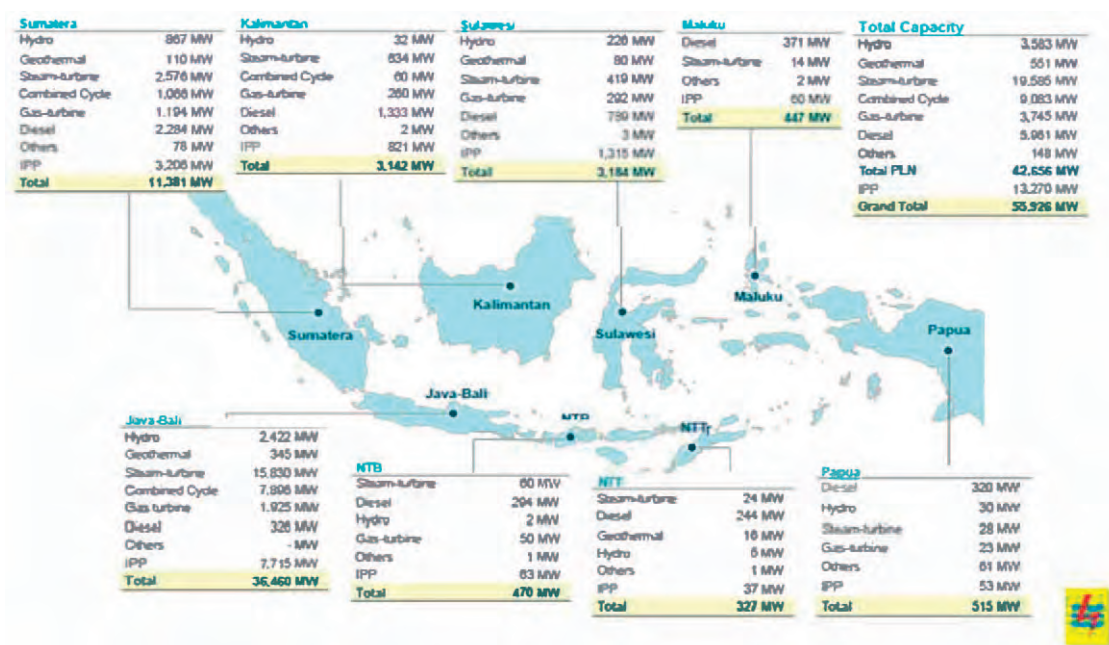 Sumatera
Hydro 867 MW
Geothermal 110 MW
Steam-turbine 2,576 MW
Combined Cycle 1,066 MW
Gas-turbine 1.194 MW
Diesel 2,284 MW
Others 78 MW
IPP 3,206 MW
Total 11,381 MW
Kalimantan
Hydro 32 MW
Steam-turbine 634 MW
Combined Cycle 60 MW
Gas-turbine 260 MW
Diesel 1,333 MW
Others 2 MW
IPP 821 MW
Total 3,142 MW
Sulawesi
Hydro 226 MW
Geothermal 80 MW
Steam-turbine 419 MW
Gas-turbine 292 MW
Diesel 789 MW
Others 3 MW
IPP 1,315 MW
Total 3,184 MW
Maluku
Diesel 371 MW
Steam-turbine 14 MW
Others 2 MW
IPP 60 MW
Total 447 MW
Total Capacity
Hydro 3,583 MW
Geothermal 551 MW
Steam-turbine 19,585 MW
Combined Cycle 9,083 MW
Gas-turbine 3,745 MW
Diesel 5,961 MW
Others 148 MW
Total PLN 42,656 MW
IPP 13,270 MW
Grand Total 55,926 MW
Kalimantan
Maluku
Sumatera
Sulawesi
Papua
Java-Bali
NTB
NTT
Java-Bali
Hydro 2,422 MW
Geothermal 345 MW
Steam-turbine 15,830 MW
Combined Cycle 7,896 MW
Gas turbine 1,925 MW
Diesel 326 MW
Others - MW
IPP 7,715 MW
Total 36,460 MW
NTB
Steam-turbine 60 MW
Diesel 294 MW
Hydro 2 MW
Gas-turbine 50 MW
Others 1 MW
IPP 63 MW
Total 470 MW
NTT
Steam-turbine 24 MW
Diesel 244 MW
Geothermal 16 MW
Hydro 5 MW
Others 1 MW
IPP 37 MW
Total 327 MW
Papua
Diesel 320 MW
Hydro 30 MW
Steam-turbine 28 MW
Gas-turbine 23 MW
Others 61 MW
IPP 53 MW
Total 515 MW